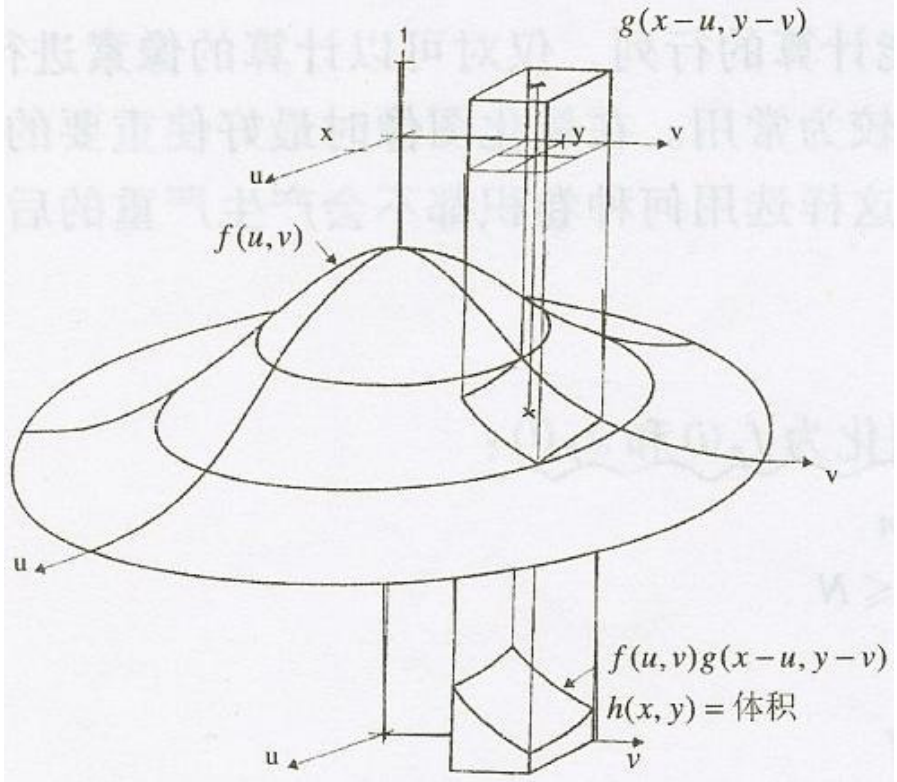 g(x-u, y-v)
1
x
y
v
u
f(u,v)
v
u
f(u,v)g(x-u, y-v)
h(x, y) = 体积
u
v